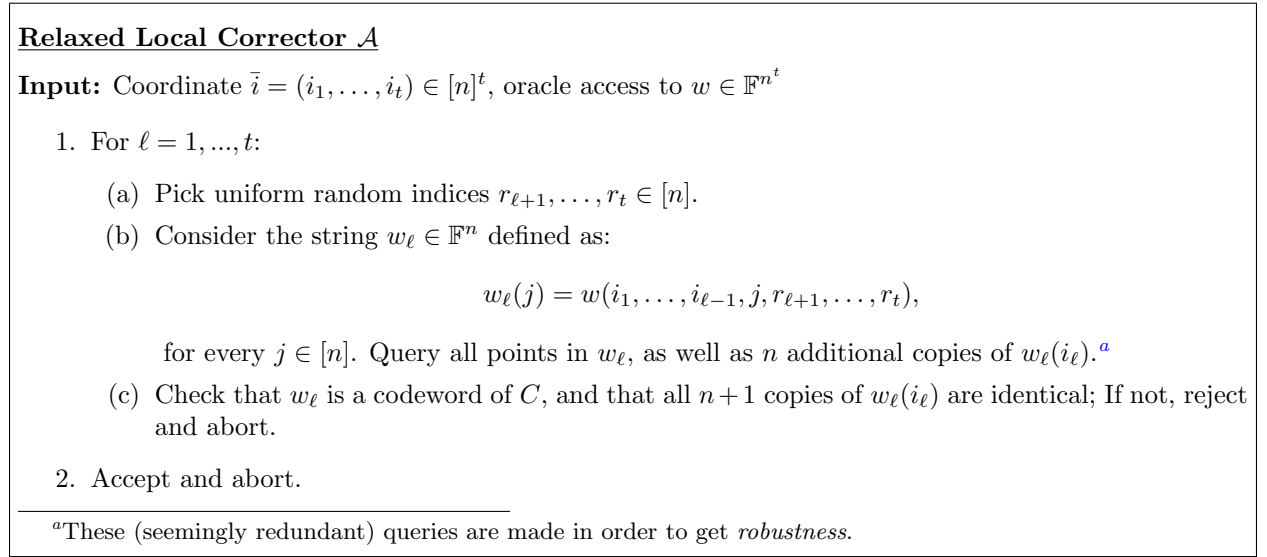 Relaxed Local Corrector 𝒜
Input: Coordinate ī = (i₁, . . . , iₜ) ∈ [n]ᵗ, oracle access to w ∈ 𝔽^{n^t}
1. For ℓ = 1, ..., t:
(a) Pick uniform random indices r_{ℓ+1}, . . . , r_t ∈ [n].
(b) Consider the string w_ℓ ∈ 𝔽ⁿ defined as:
w_ℓ(j) = w(i₁, . . . , i_{ℓ−1}, j, r_{ℓ+1}, . . . , r_t),
for every j ∈ [n]. Query all points in w_ℓ, as well as n additional copies of w_ℓ(i_ℓ).ᵃ
(c) Check that w_ℓ is a codeword of C, and that all n + 1 copies of w_ℓ(i_ℓ) are identical; If not, reject
and abort.
2. Accept and abort.
ᵃThese (seemingly redundant) queries are made in order to get robustness.